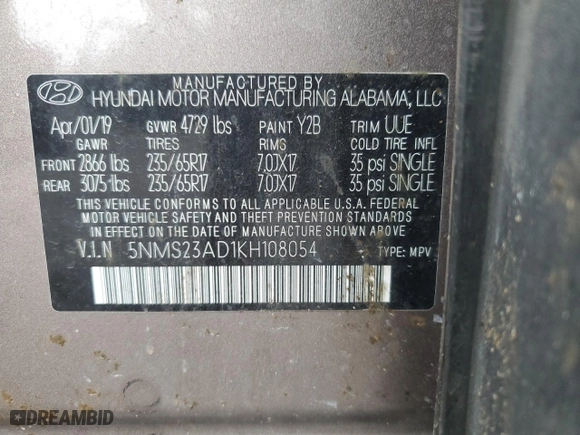 MANUFACTURED BY
HYUNDAI MOTOR MANUFACTURING ALABAMA, LLC
Apr/01/19 GVWR 4729 lbs PAINT Y2B TRIM UUE
GAWR TIRES RIMS COLD TIRE INFL
FRONT 2866 lbs 235/65R17 7.0JX17 35 psi SINGLE
REAR 3075 lbs 235/65R17 7.0JX17 35 psi SINGLE
THIS VEHICLE CONFORMS TO ALL APPLICABLE U.S.A. FEDERAL
MOTOR VEHICLE SAFETY AND THEFT PREVENTION STANDARDS
IN EFFECT ON THE DATE OF MANUFACTURE SHOWN ABOVE.
V.I.N 5NMS23AD1KH108054 TYPE: MPV
DREAMBID